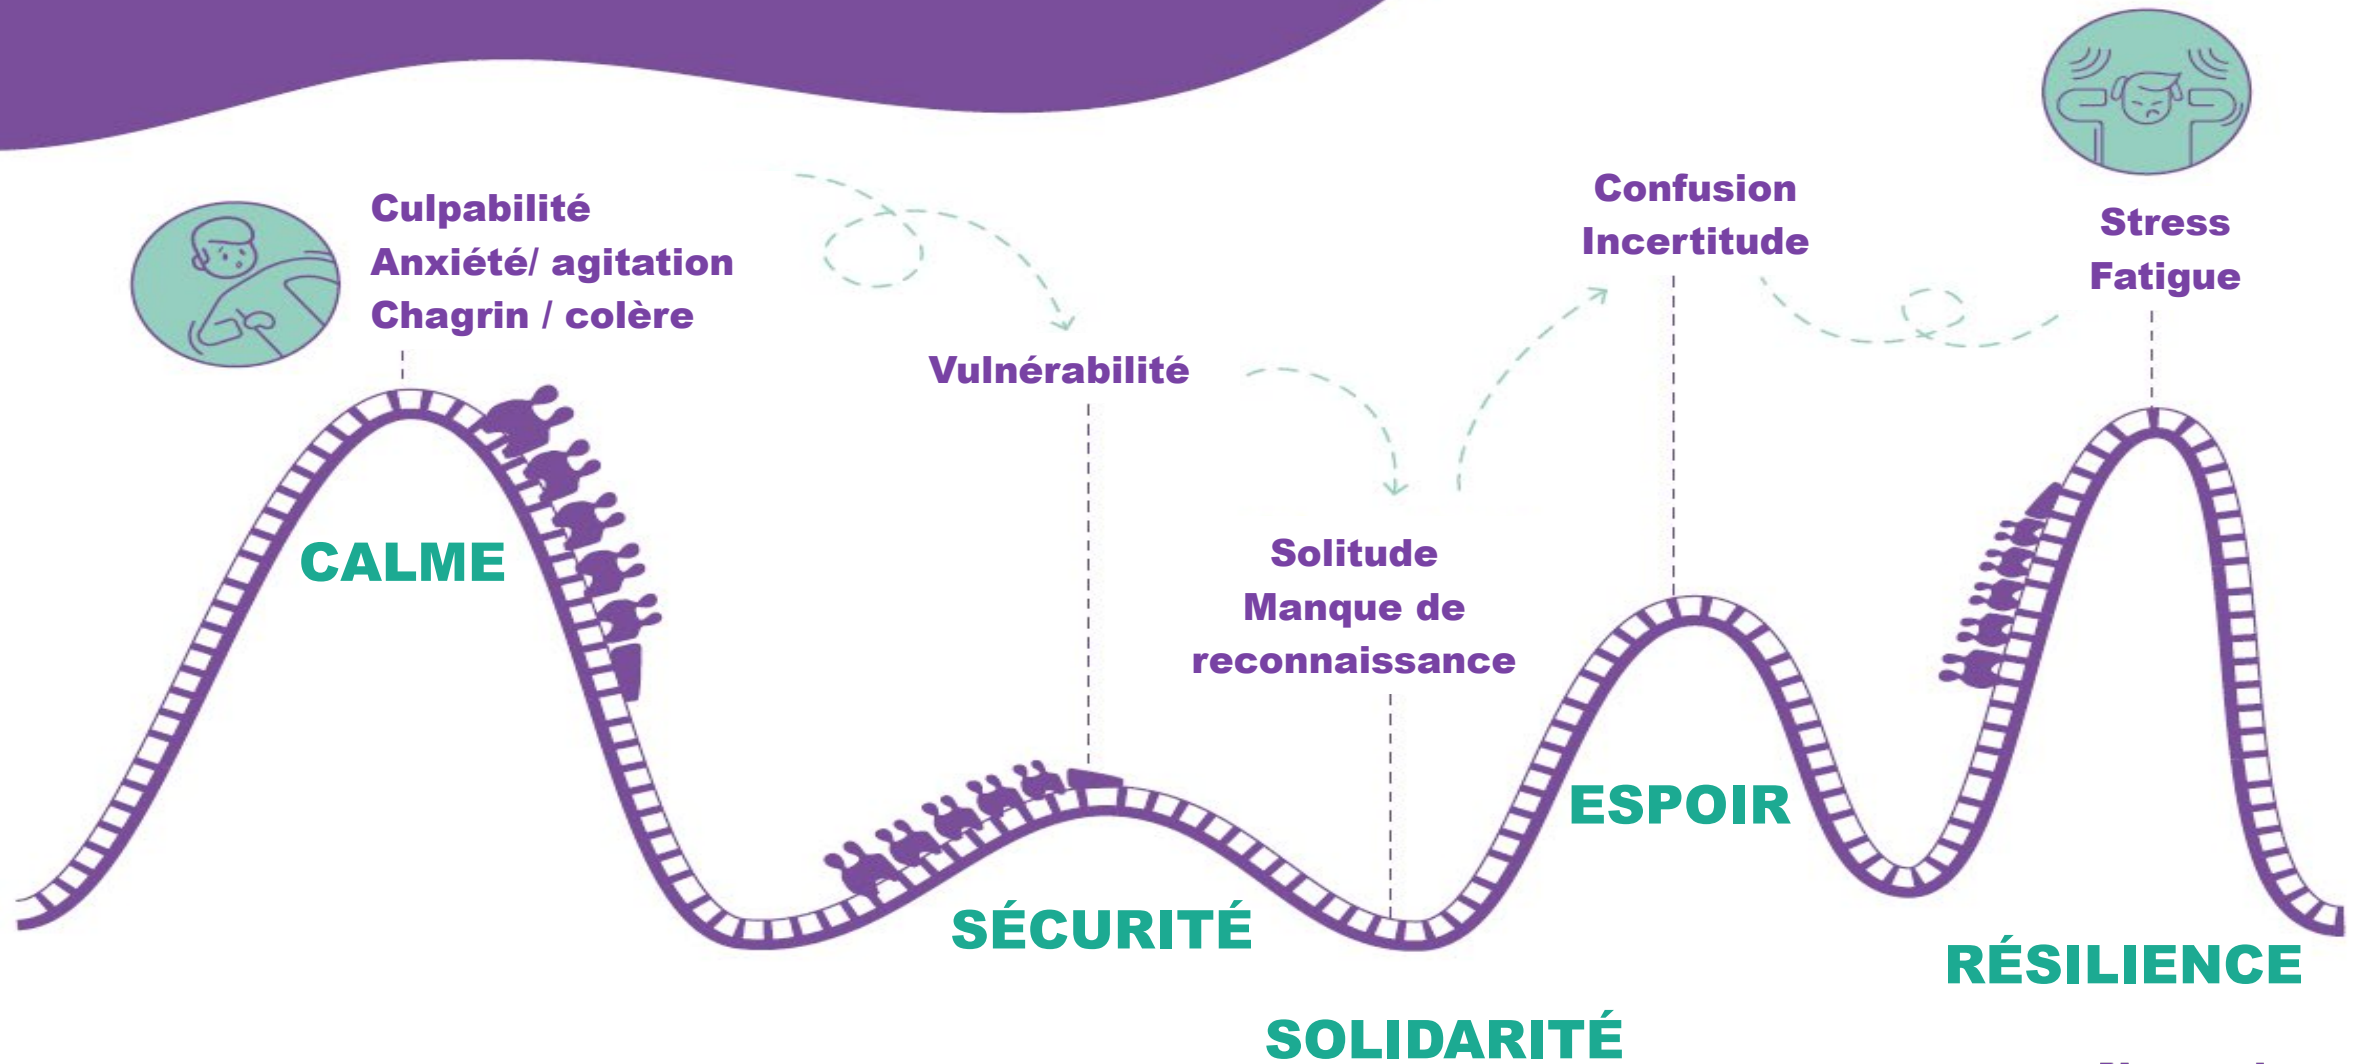 Culpabilité
Anxiété/ agitation
Chagrin / colère
Vulnérabilité
Confusion
Incertitude
Stress
Fatigue
Solitude
Manque de
reconnaissance
CALME
SÉCURITÉ
SOLIDARITÉ
ESPOIR
RÉSILIENCE